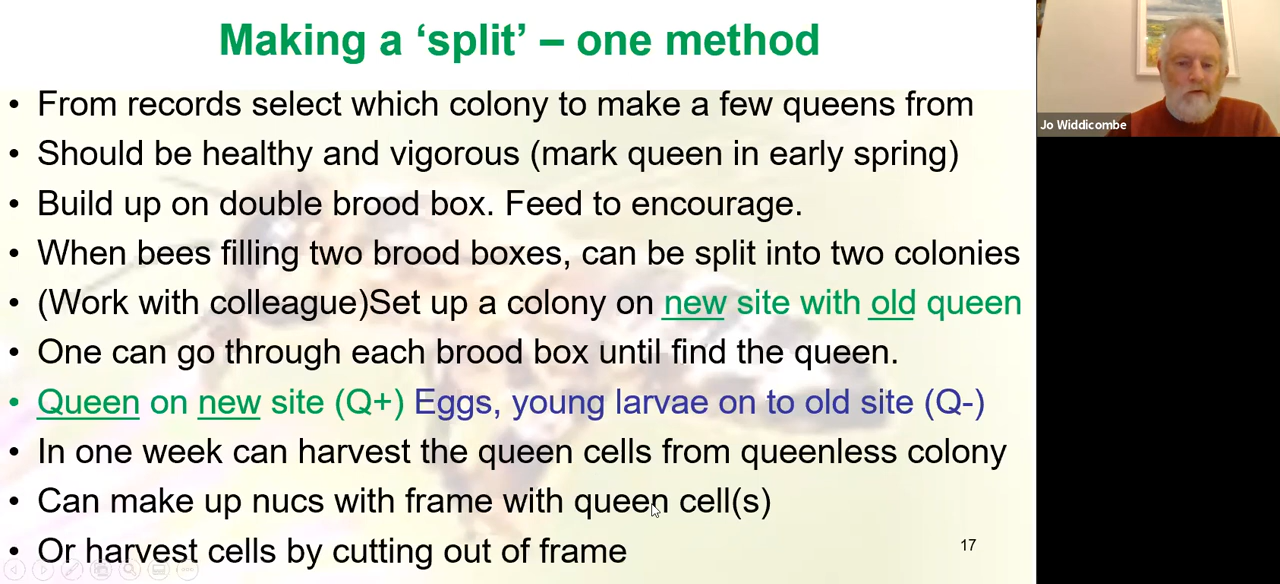 Making a ‘split’ – one method
• From records select which colony to make a few queens from
• Should be healthy and vigorous (mark queen in early spring)
• Build up on double brood box. Feed to encourage.
• When bees filling two brood boxes, can be split into two colonies
• (Work with colleague)Set up a colony on new site with old queen
• One can go through each brood box until find the queen.
• Queen on new site (Q+) Eggs, young larvae on to old site (Q-)
• In one week can harvest the queen cells from queenless colony
• Can make up nucs with frame with queen cell(s)
• Or harvest cells by cutting out of frame
17
Jo Widdicombe